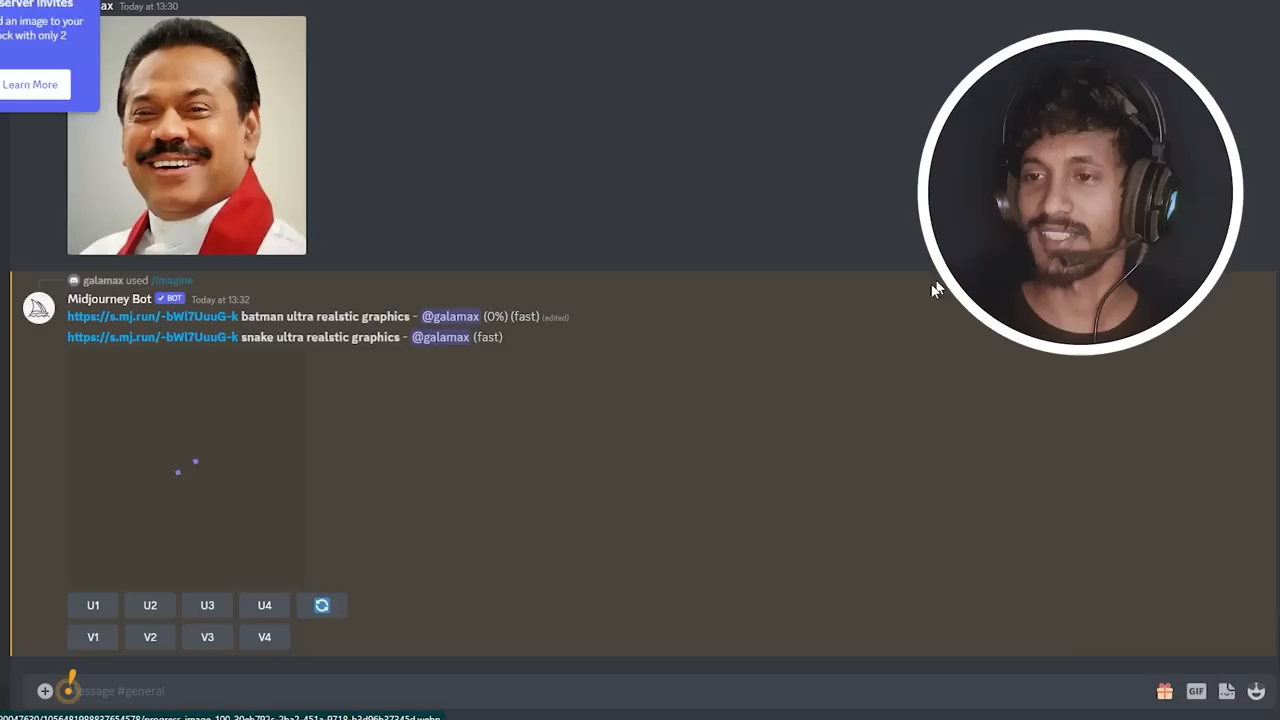 server invites
d an image to your
ock with only 2
Learn More
ax Today at 13:30
galamax used /imagine
Midjourney Bot ✓ BOT Today at 13:32
https://s.mj.run/-bWl7UuuG-k batman ultra realstic graphics - @galamax (0%) (fast) (edited)
https://s.mj.run/-bWl7UuuG-k snake ultra realstic graphics - @galamax (fast)
U1 U2 U3 U4
V1 V2 V3 V4
essage #general
GIF